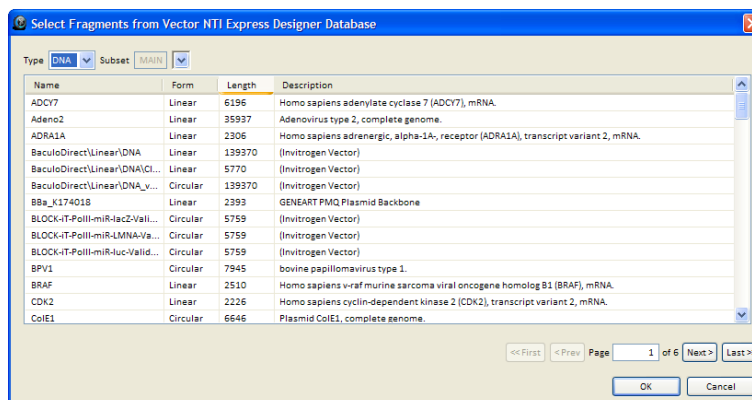 Select Fragments from Vector NTI Express Designer Database
Type DNA Subset MAIN
Name Form Length Description
ADCY7 Linear 6196 Homo sapiens adenylate cyclase 7 (ADCY7), mRNA.
Adeno2 Linear 35937 Adenovirus type 2, complete genome.
ADRA1A Linear 2306 Homo sapiens adrenergic, alpha-1A-, receptor (ADRA1A), transcript variant 2, mRNA.
BaculoDirect\Linear\DNA Linear 139370 (Invitrogen Vector)
BaculoDirect\Linear\DNA\Cl... Linear 5770 (Invitrogen Vector)
BaculoDirect\Linear\DNA_v... Circular 139370 (Invitrogen Vector)
BBa_K174018 Linear 2393 GENEART PMQ Plasmid Backbone
BLOCK-iT-PolII-miR-lacZ-Vali... Circular 5759 (Invitrogen Vector)
BLOCK-iT-PolII-miR-LMNA-Va... Circular 5759 (Invitrogen Vector)
BLOCK-iT-PolII-miR-luc-Valid... Circular 5759 (Invitrogen Vector)
BPV1 Circular 7945 bovine papillomavirus type 1.
BRAF Linear 2510 Homo sapiens v-raf murine sarcoma viral oncogene homolog B1 (BRAF), mRNA.
CDK2 Linear 2226 Homo sapiens cyclin-dependent kinase 2 (CDK2), transcript variant 2, mRNA.
ColE1 Circular 6646 Plasmid ColE1, complete genome.
<<First <Prev Page 1 of 6 Next> Last>
OK Cancel